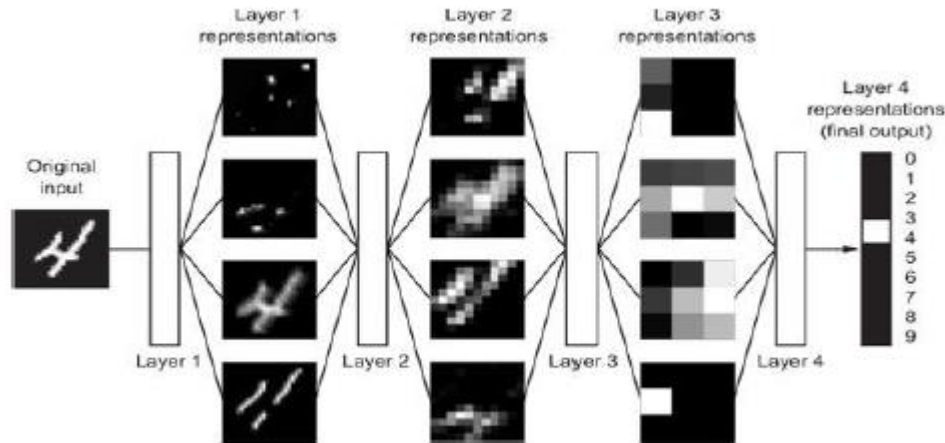 Layer 1
representations
Layer 2
representations
Layer 3
representations
Layer 4
representations
(final output)
Original
input
0
1
2
3
4
5
6
7
8
9
Layer 1
Layer 2
Layer 3
Layer 4